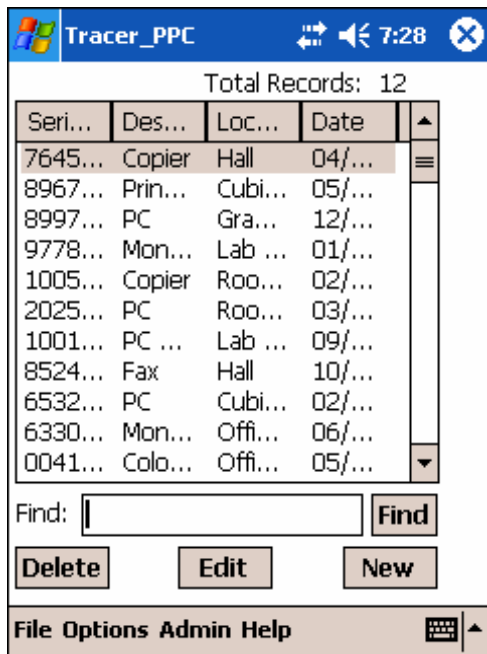 Tracer_PPC 7:28
Total Records: 12
Seri... Des... Loc... Date
7645... Copier Hall 04/...
8967... Prin... Cubi... 05/...
8997... PC Gra... 12/...
9778... Mon... Lab ... 01/...
1005... Copier Roo... 02/...
2025... PC Roo... 03/...
1001... PC ... Lab ... 09/...
8524... Fax Hall 10/...
6532... PC Cubi... 02/...
6330... Mon... Offi... 06/...
0041... Colo... Offi... 05/...
Find: Find
Delete Edit New
File Options Admin Help